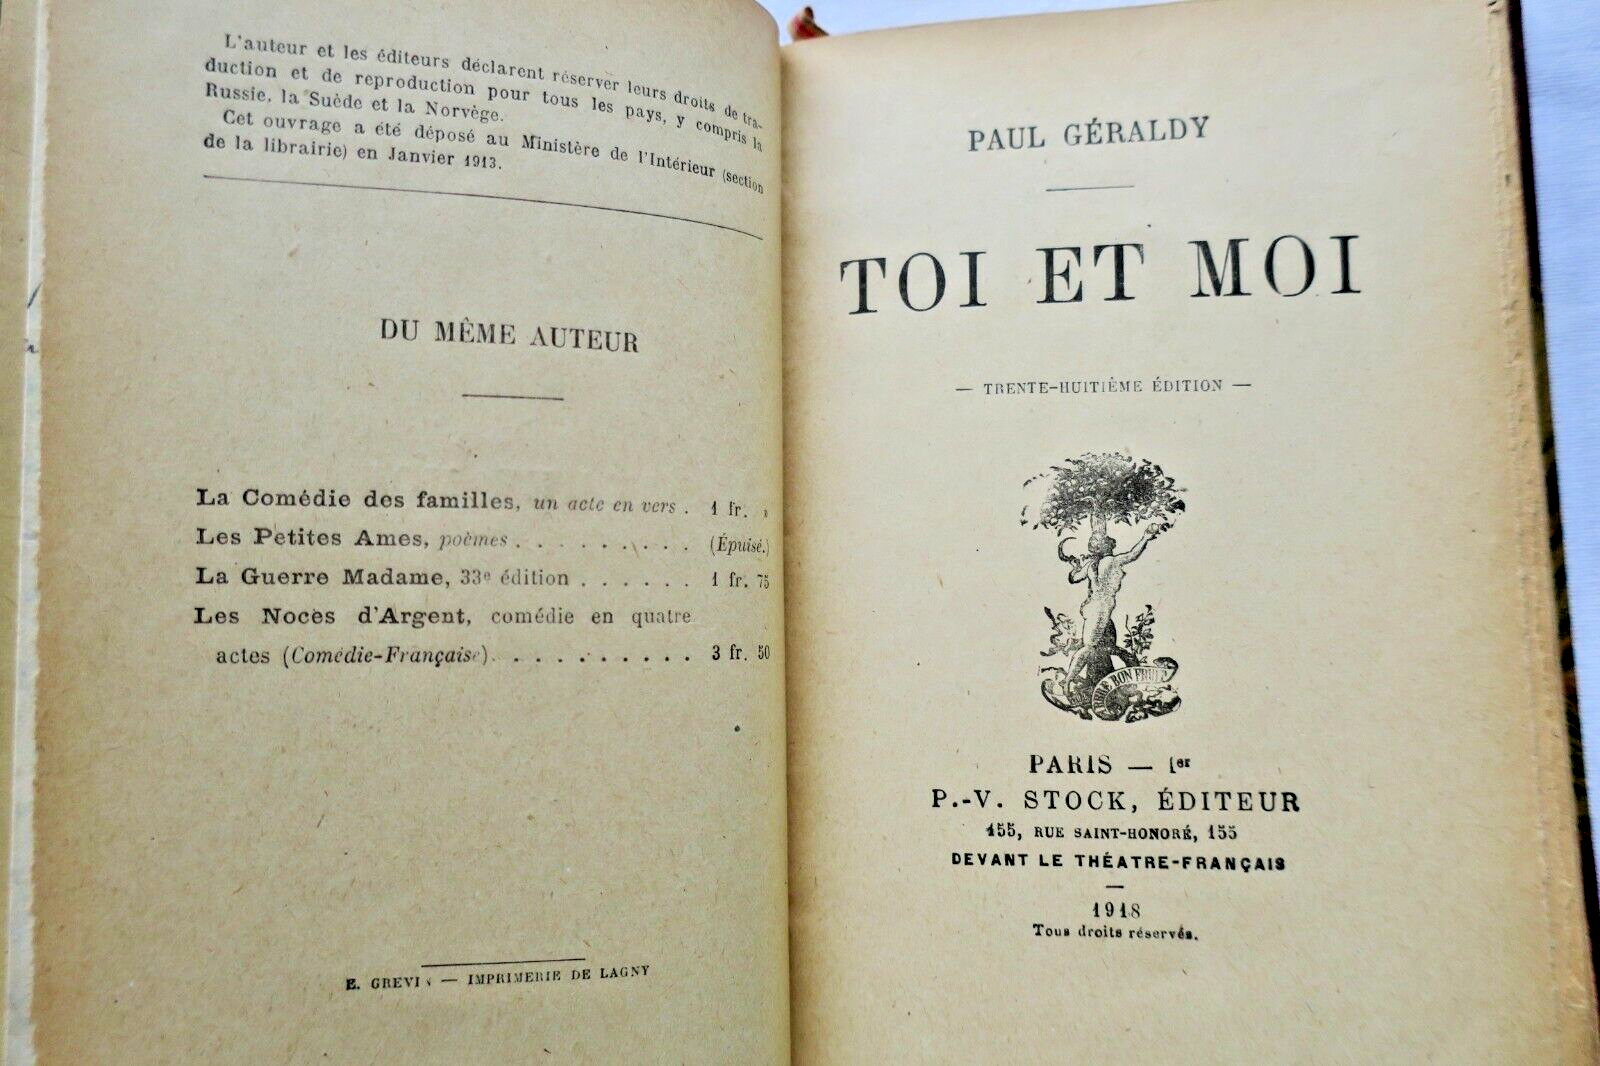 L'auteur et les éditeurs déclarent réserver leurs droits de tra-
duction et de reproduction pour tous les pays, y compris la
Russie, la Suède et la Norvège.
Cet ouvrage a été déposé au Ministère de l'Intérieur (section
de la librairie) en Janvier 1913.
DU MÊME AUTEUR
La Comédie des familles, un acte en vers . 1 fr. »
Les Petites Ames, poèmes . . . . . . . . . (Épuisé.)
La Guerre Madame, 33e édition . . . . . . 1 fr. 75
Les Noces d'Argent, comédie en quatre
actes (Comédie-Française). . . . . . . . . . 3 fr. 50
E. GREVIN — IMPRIMERIE DE LAGNY
PAUL GÉRALDY
TOI ET MOI
— TRENTE-HUITIÈME ÉDITION —
ARBRE BON FRUIT
PARIS — 1er
P.-V. STOCK, ÉDITEUR
155, RUE SAINT-HONORÉ, 155
DEVANT LE THÉATRE-FRANÇAIS
1918
Tous droits réservés.